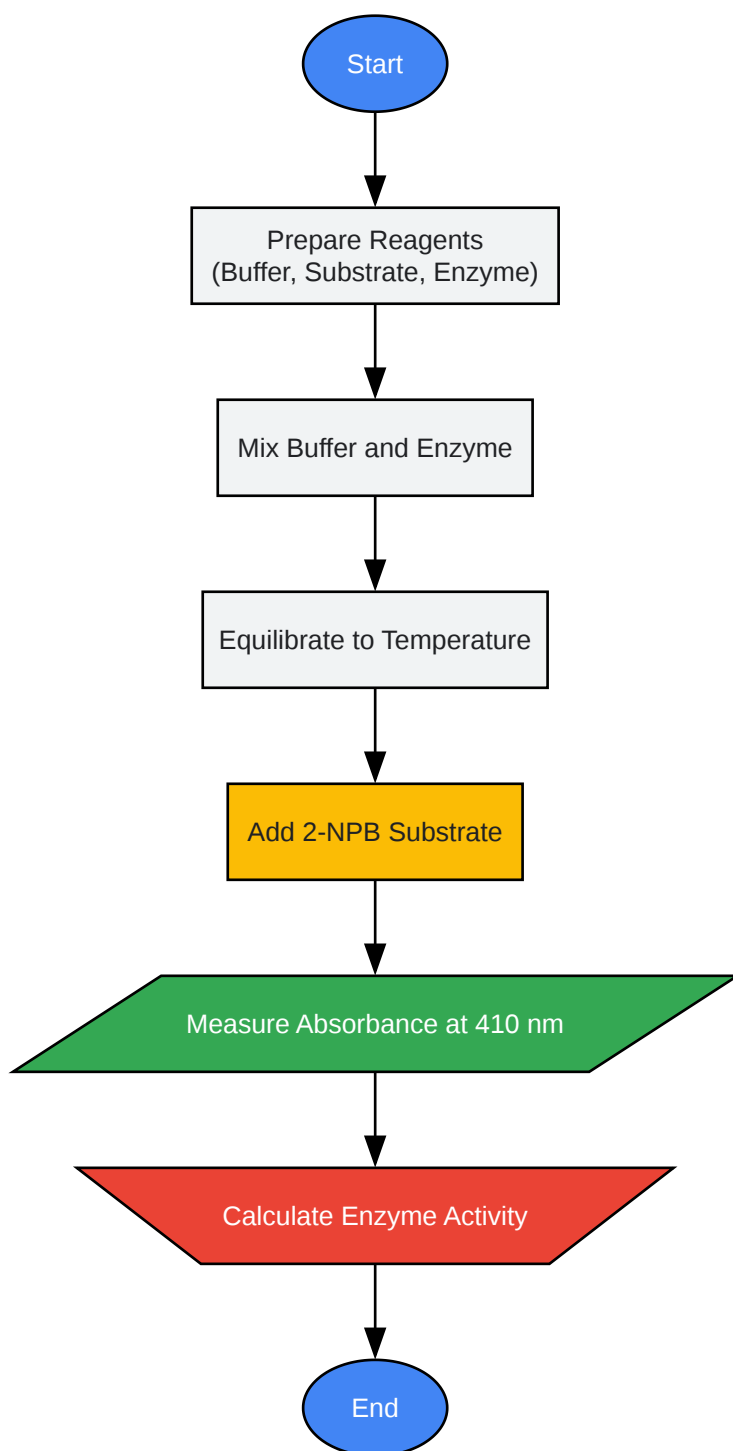 Start
Prepare Reagents
(Buffer, Substrate, Enzyme)
Mix Buffer and Enzyme
Equilibrate to Temperature
Add 2-NPB Substrate
Measure Absorbance at 410 nm
Calculate Enzyme Activity
End